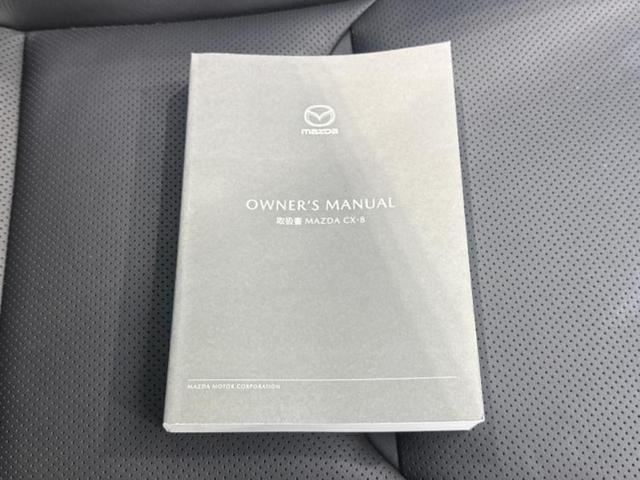 mazda
OWNER'S MANUAL
取扱書 MAZDA CX-8
MAZDA MOTOR CORPORATION